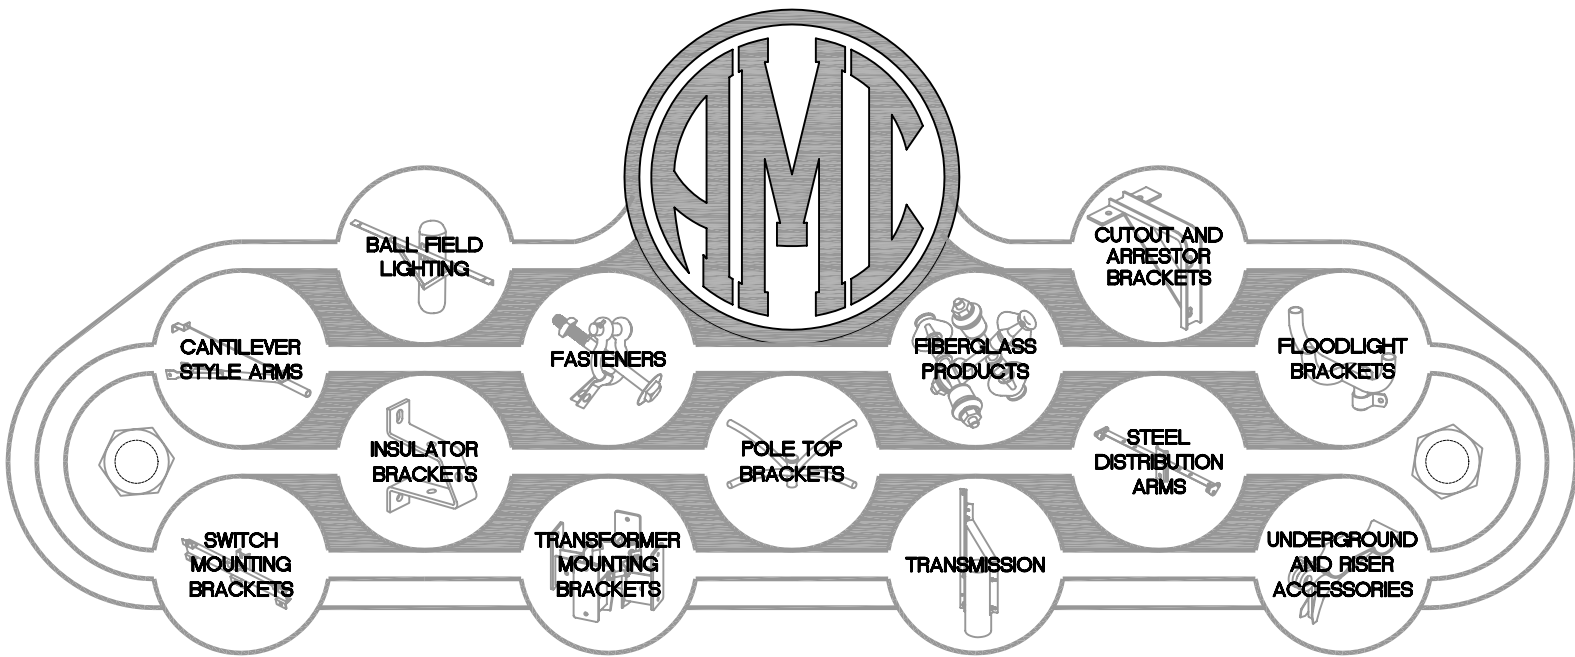 AMC
BALL FIELD
LIGHTING
CUTOUT AND
ARRESTOR
BRACKETS
CANTILEVER
STYLE ARMS
FASTENERS
FIBERGLASS
PRODUCTS
FLOODLIGHT
BRACKETS
INSULATOR
BRACKETS
POLE TOP
BRACKETS
STEEL
DISTRIBUTION
ARMS
SWITCH
MOUNTING
BRACKETS
TRANSFORMER
MOUNTING
BRACKETS
TRANSMISSION
UNDERGROUND
AND RISER
ACCESSORIES